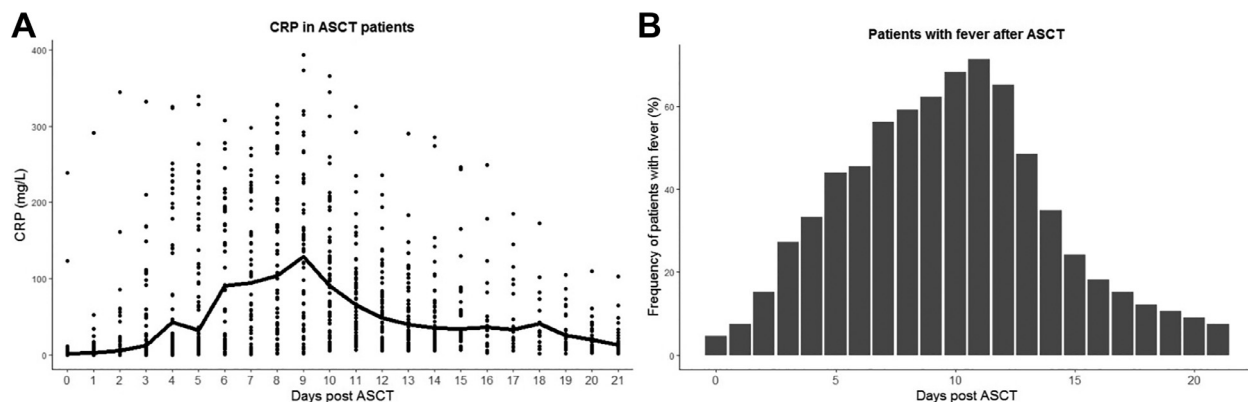 A
CRP in ASCT patients
CRP (mg/L)
400
300
200
100
0
0 1 2 3 4 5 6 7 8 9 10 11 12 13 14 15 16 17 18 19 20 21
Days post ASCT
B
Patients with fever after ASCT
Frequency of patients with fever (%)
60
40
20
0
0 5 10 15 20
Days post ASCT